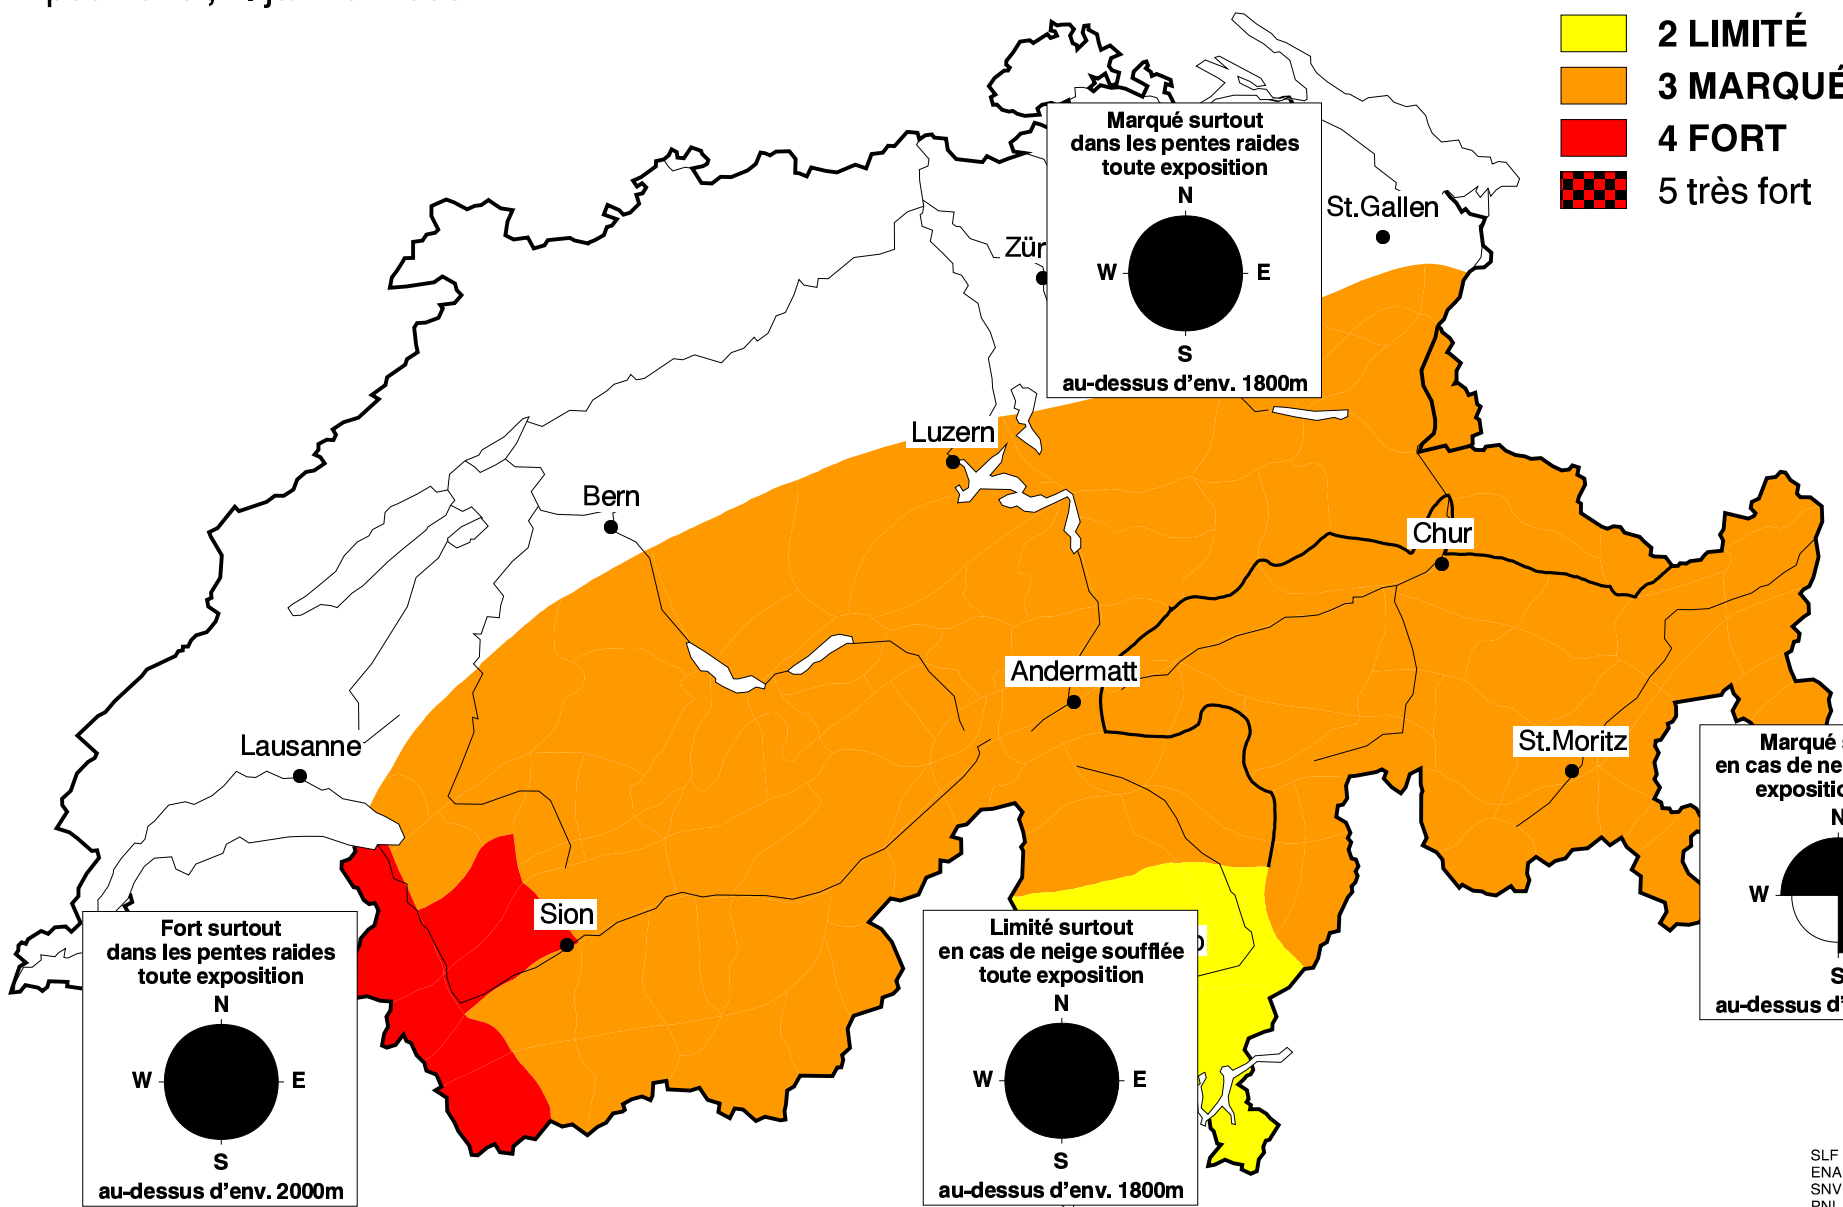 2 LIMITÉ
3 MARQUÉ
4 FORT
5 très fort
Marqué surtout
dans les pentes raides
toute exposition
N
W E
S
au-dessus d'env. 1800m
St.Gallen
Zür
Luzern
Bern
Chur
Andermatt
Lausanne
St.Moritz
Sion
Marqué
en cas de
N
W
S
au-dessus
Fort surtout
dans les pentes raides
toute exposition
N
W E
S
au-dessus d'env. 2000m
Limité surtout
en cas de neige soufflée
toute exposition
N
W E
S
au-dessus d'env. 1800m
SLF
ENA
SNV